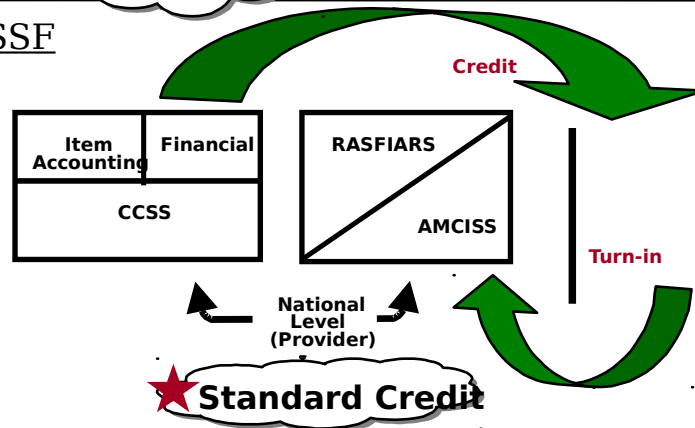 SSF
Credit
Item
Accounting
Financial
CCSS
RASFIARS
AMCISS
Turn-in
National
Level
(Provider)
Standard Credit